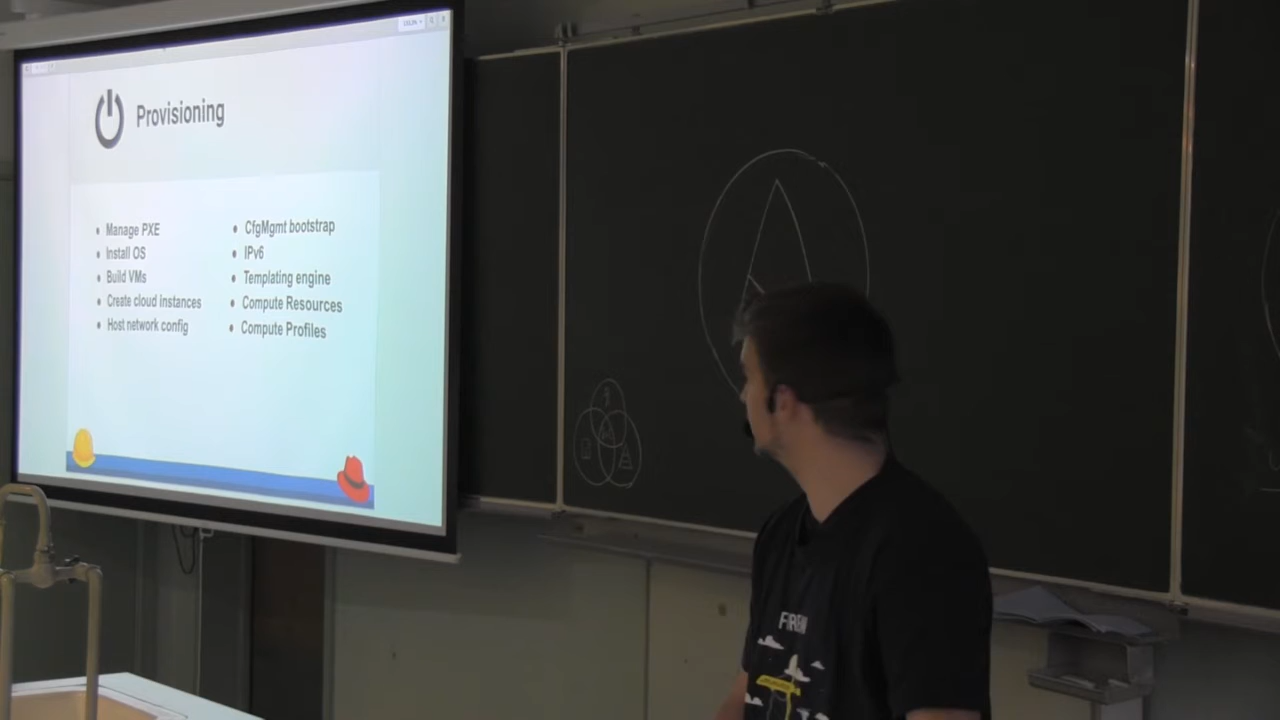 Provisioning
Manage PXE
Install OS
Build VMs
Create cloud instances
Host network config
CfgMgmt bootstrap
IPv6
Templating engine
Compute Resources
Compute Profiles
A